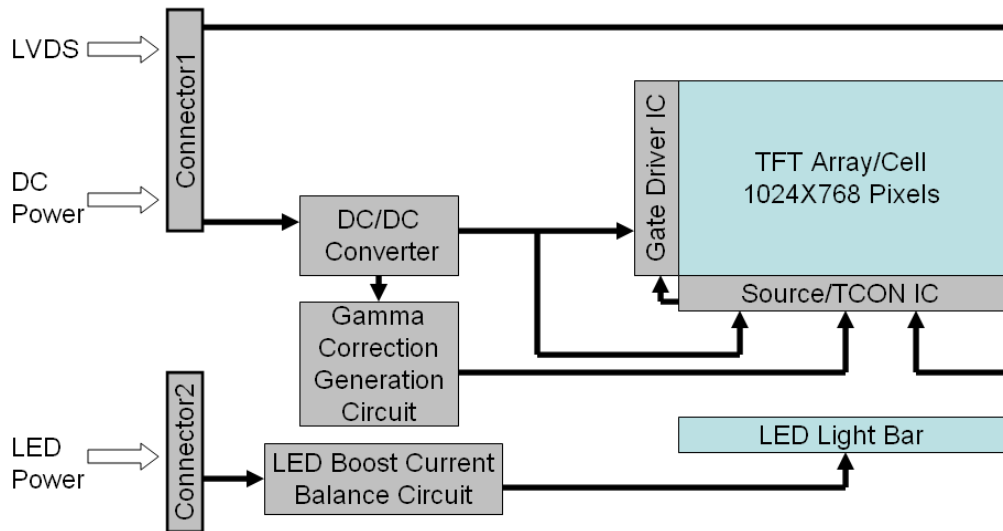 LVDS
Connector1
DC
Power
DC/DC
Converter
Gamma
Correction
Generation
Circuit
Gate Driver IC
TFT Array/Cell
1024X768 Pixels
Source/TCON IC
LED
Power
Connector2
LED Boost Current
Balance Circuit
LED Light Bar